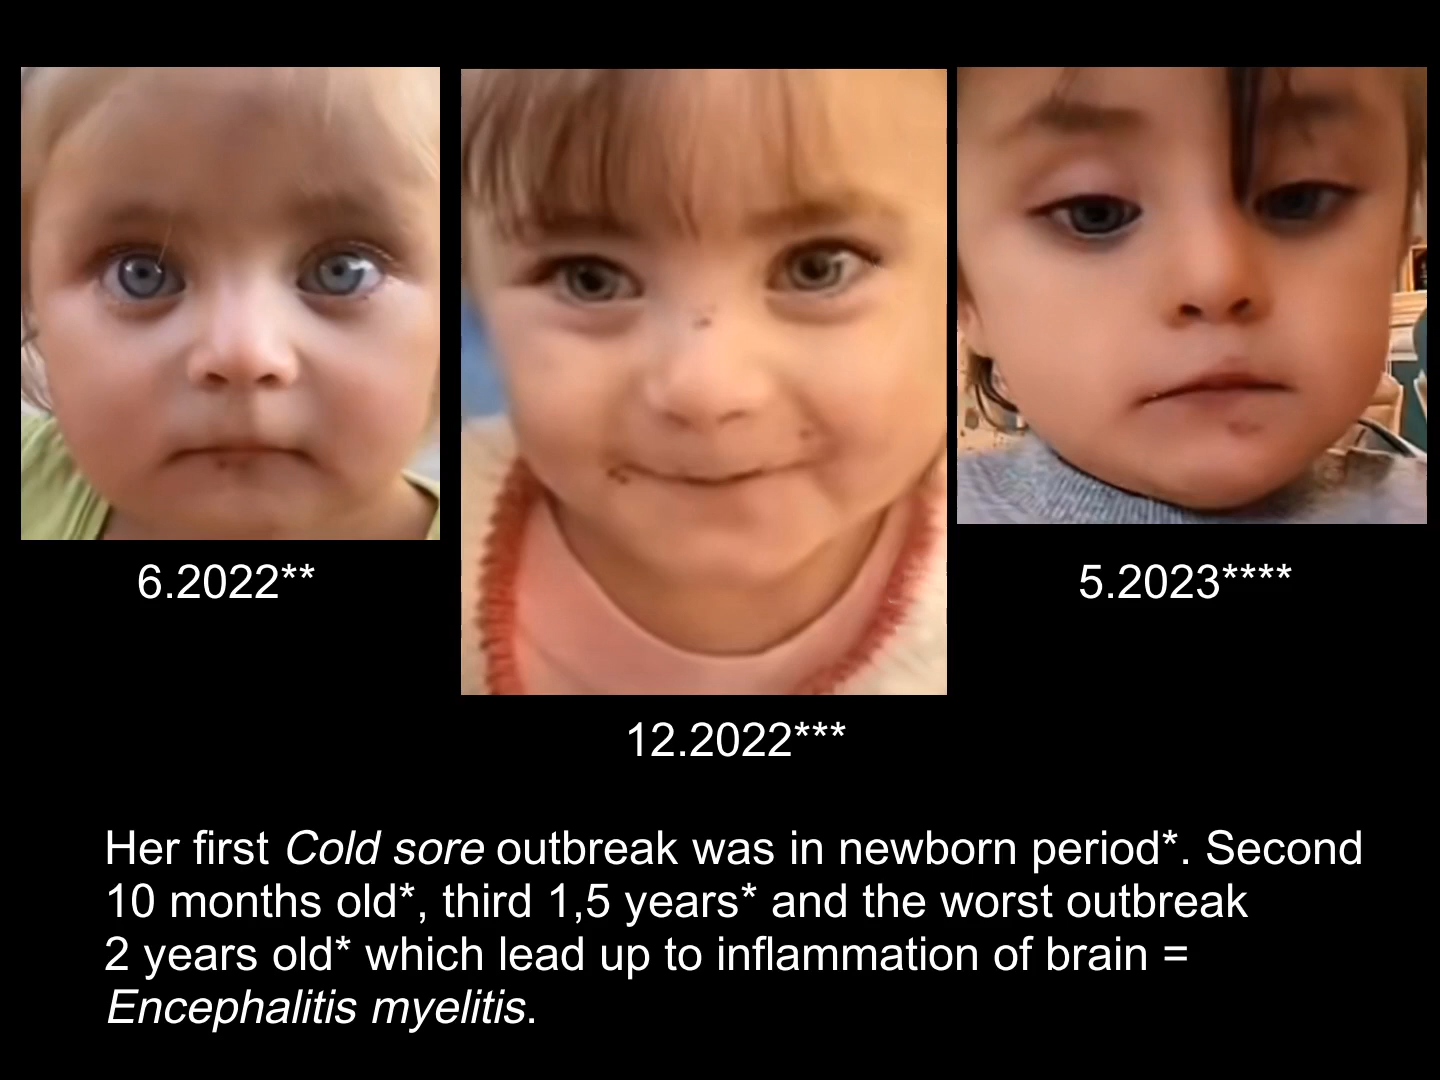 6.2022**
5.2023****
12.2022***
Her first Cold sore outbreak was in newborn period*. Second
10 months old*, third 1,5 years* and the worst outbreak
2 years old* which lead up to inflammation of brain =
Encephalitis myelitis.